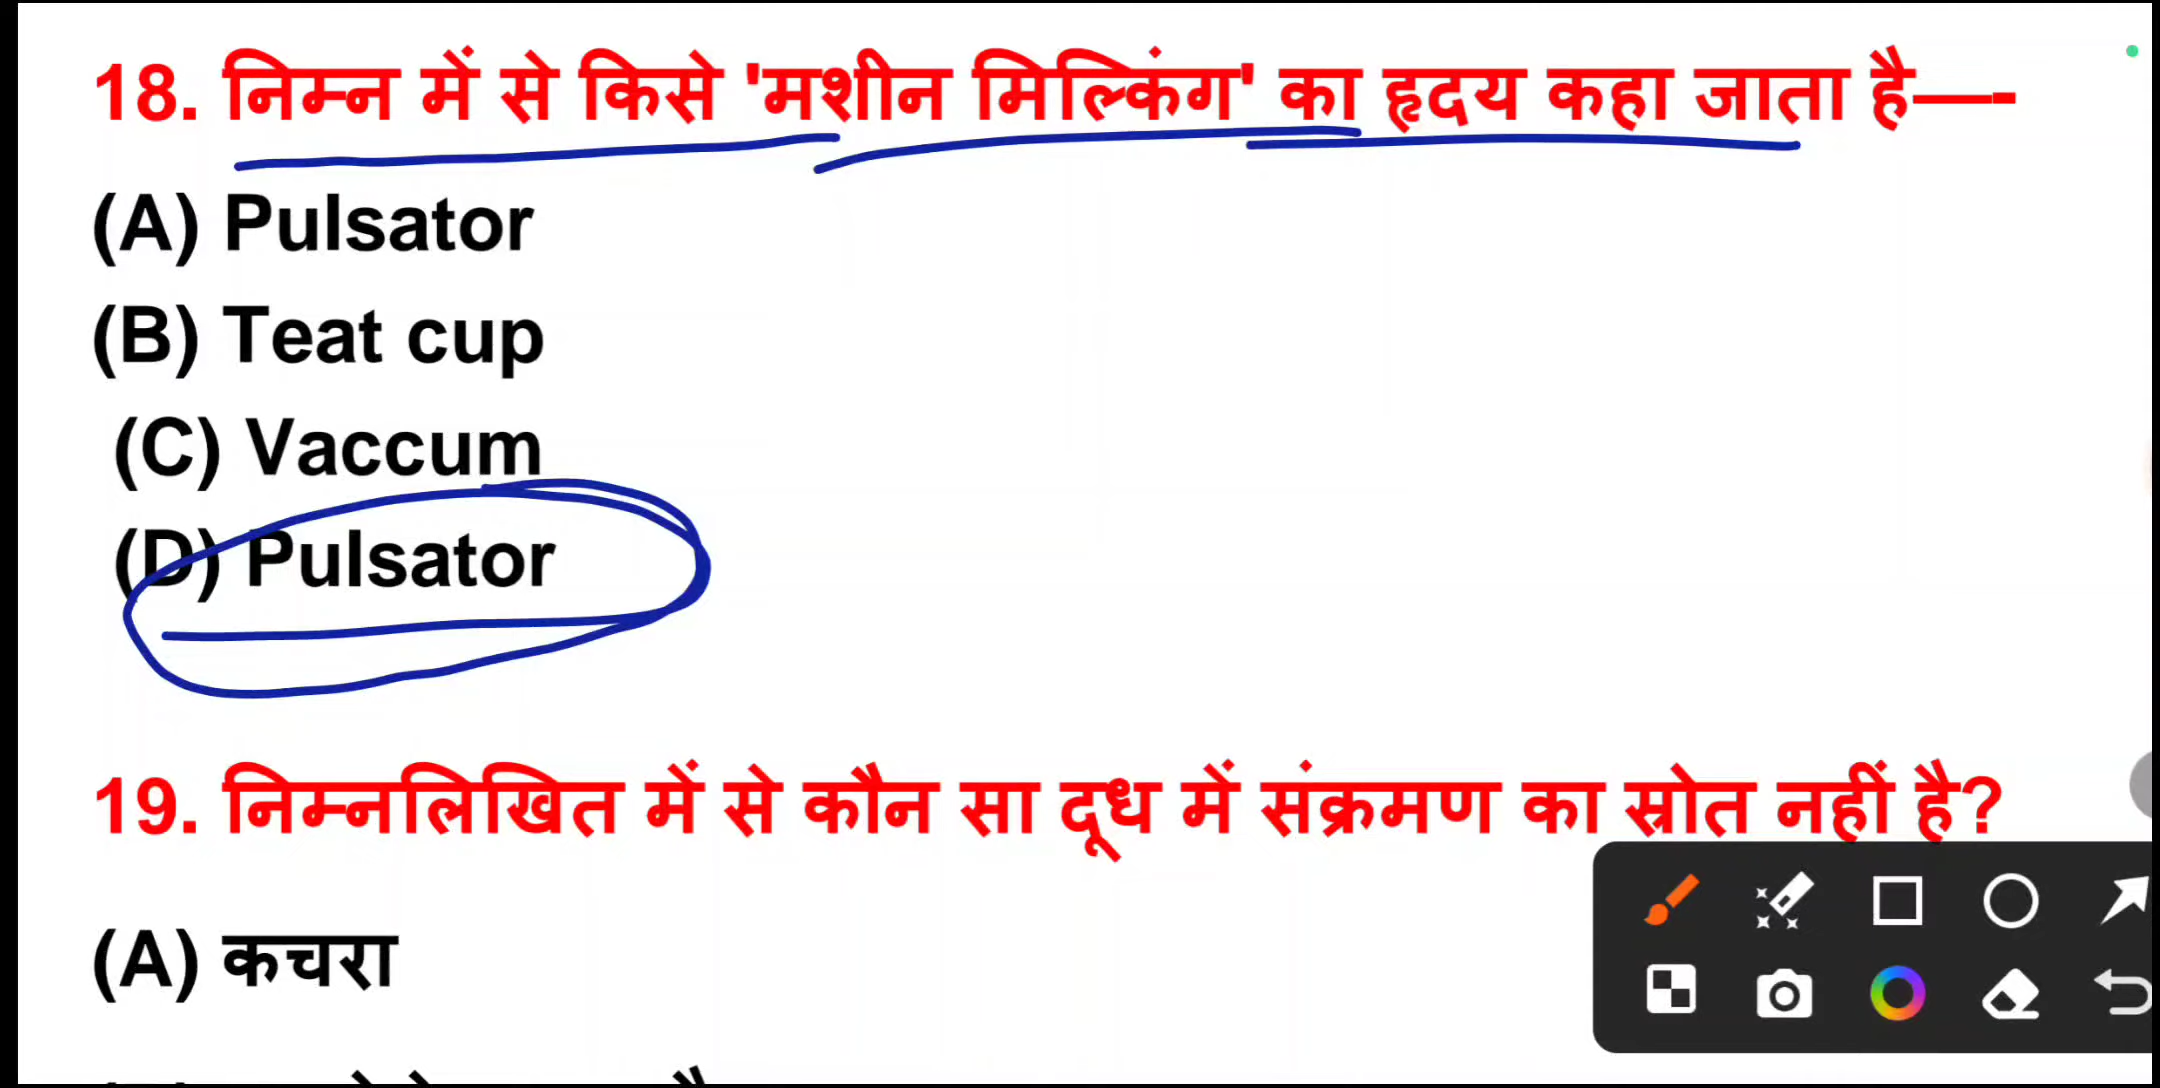 18. निम्न में से किसे 'मशीन मिल्किंग' का हृदय कहा जाता है—-
(A) Pulsator
(B) Teat cup
(C) Vaccum
(D) Pulsator
19. निम्नलिखित में से कौन सा दूध में संक्रमण का स्रोत नहीं है?
(A) कचरा